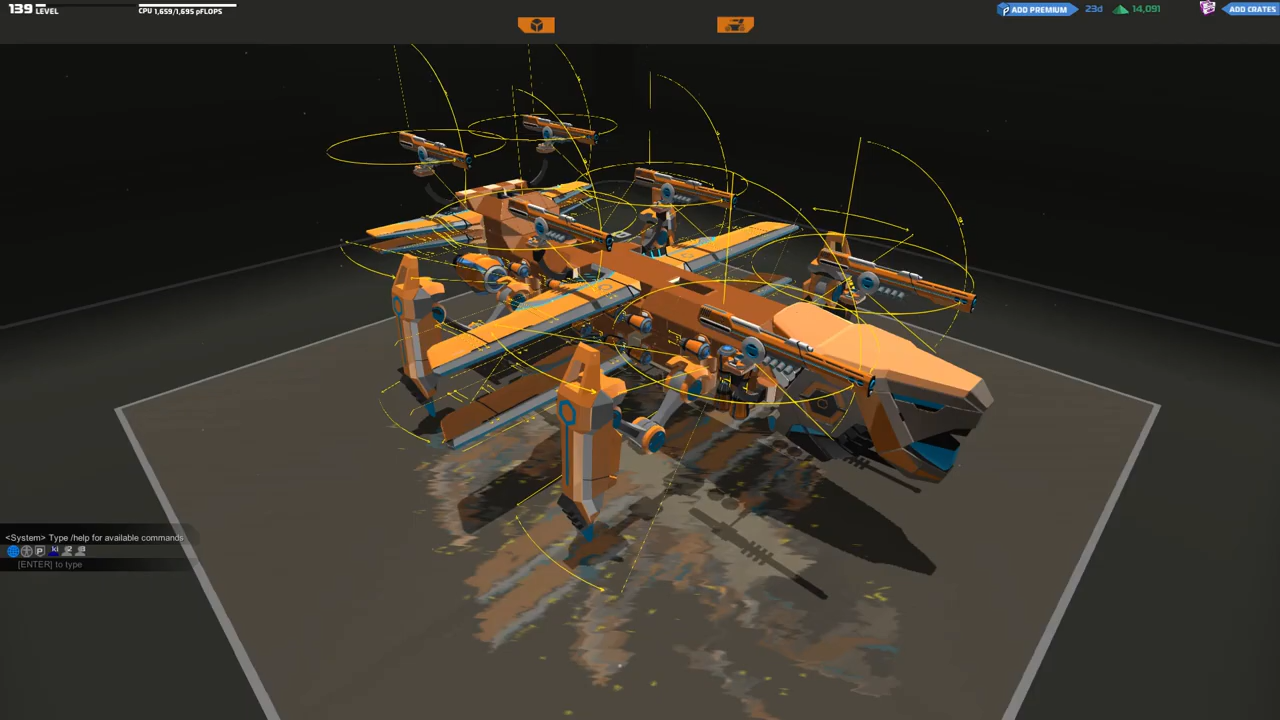 139 LEVEL
CPU 1,659/1,695 pFLOPS
ADD PREMIUM
23d
14,091
ADD CRATES
<System> Type /help for available commands
P
[ENTER] to type